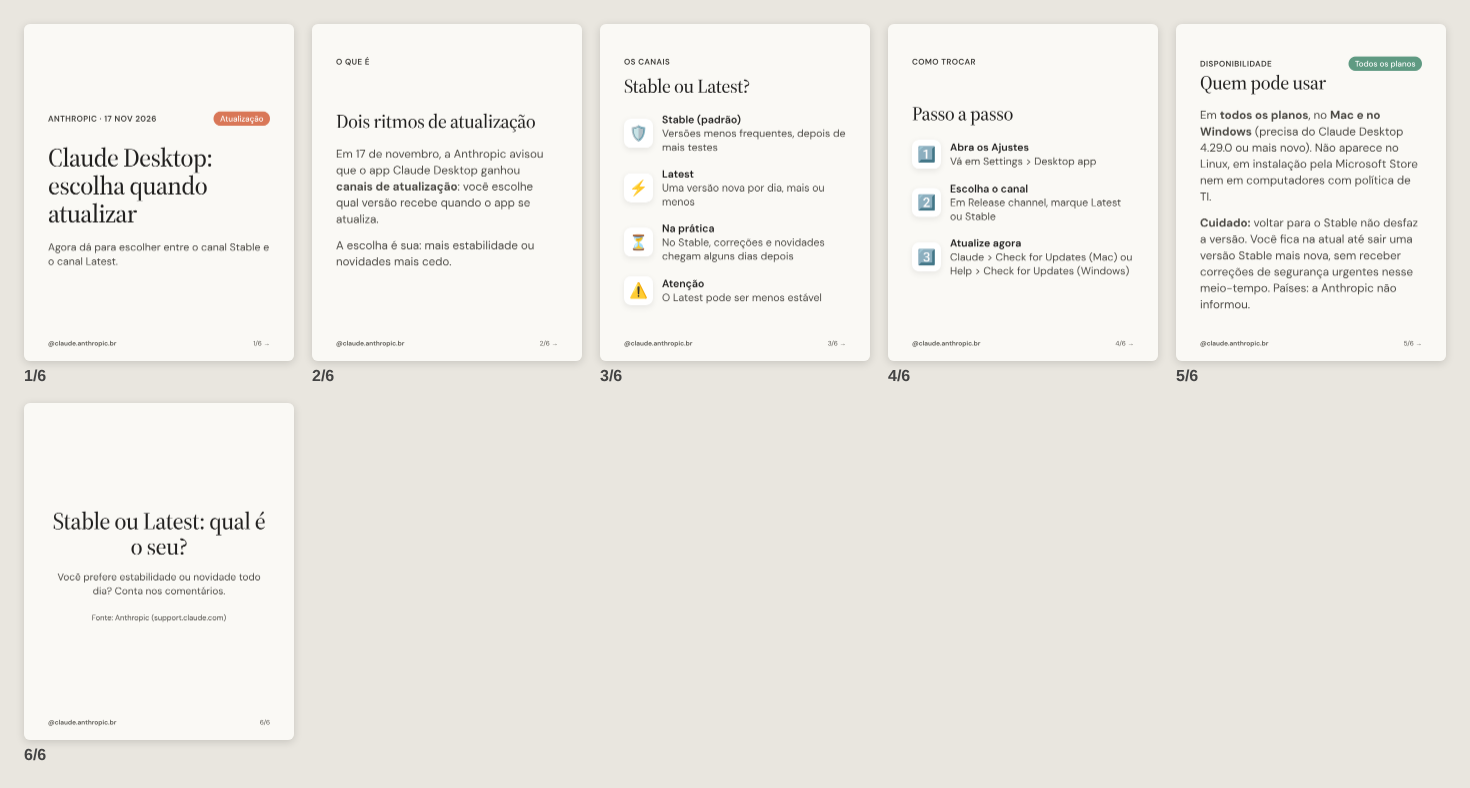 ANTHROPIC · 17 NOV 2026
Atualização
Claude Desktop:
escolha quando
atualizar
Agora dá para escolher entre o canal Stable e
o canal Latest.
@claude.anthropic.br
1/6 →
1/6
O QUE É
Dois ritmos de atualização
Em 17 de novembro, a Anthropic avisou
que o app Claude Desktop ganhou
canais de atualização: você escolhe
qual versão recebe quando o app se
atualiza.
A escolha é sua: mais estabilidade ou
novidades mais cedo.
@claude.anthropic.br
2/6 →
2/6
OS CANAIS
Stable ou Latest?
Stable (padrão)
Versões menos frequentes, depois de
mais testes
Latest
Uma versão nova por dia, mais ou
menos
Na prática
No Stable, correções e novidades
chegam alguns dias depois
Atenção
O Latest pode ser menos estável
@claude.anthropic.br
3/6 →
3/6
COMO TROCAR
Passo a passo
1
Abra os Ajustes
Vá em Settings > Desktop app
2
Escolha o canal
Em Release channel, marque Latest
ou Stable
3
Atualize agora
Claude > Check for Updates (Mac) ou
Help > Check for Updates (Windows)
@claude.anthropic.br
4/6 →
4/6
DISPONIBILIDADE
Todos os planos
Quem pode usar
Em todos os planos, no Mac e no
Windows (precisa do Claude Desktop
4.29.0 ou mais novo). Não aparece no
Linux, em instalação pela Microsoft Store
nem em computadores com política de
TI.
Cuidado: voltar para o Stable não desfaz
a versão. Você fica na atual até sair uma
versão Stable mais nova, sem receber
correções de segurança urgentes nesse
meio-tempo. Países: a Anthropic não
informou.
@claude.anthropic.br
5/6 →
5/6
Stable ou Latest: qual é
o seu?
Você prefere estabilidade ou novidade todo
dia? Conta nos comentários.
Fonte: Anthropic (support.claude.com)
@claude.anthropic.br
6/6
6/6